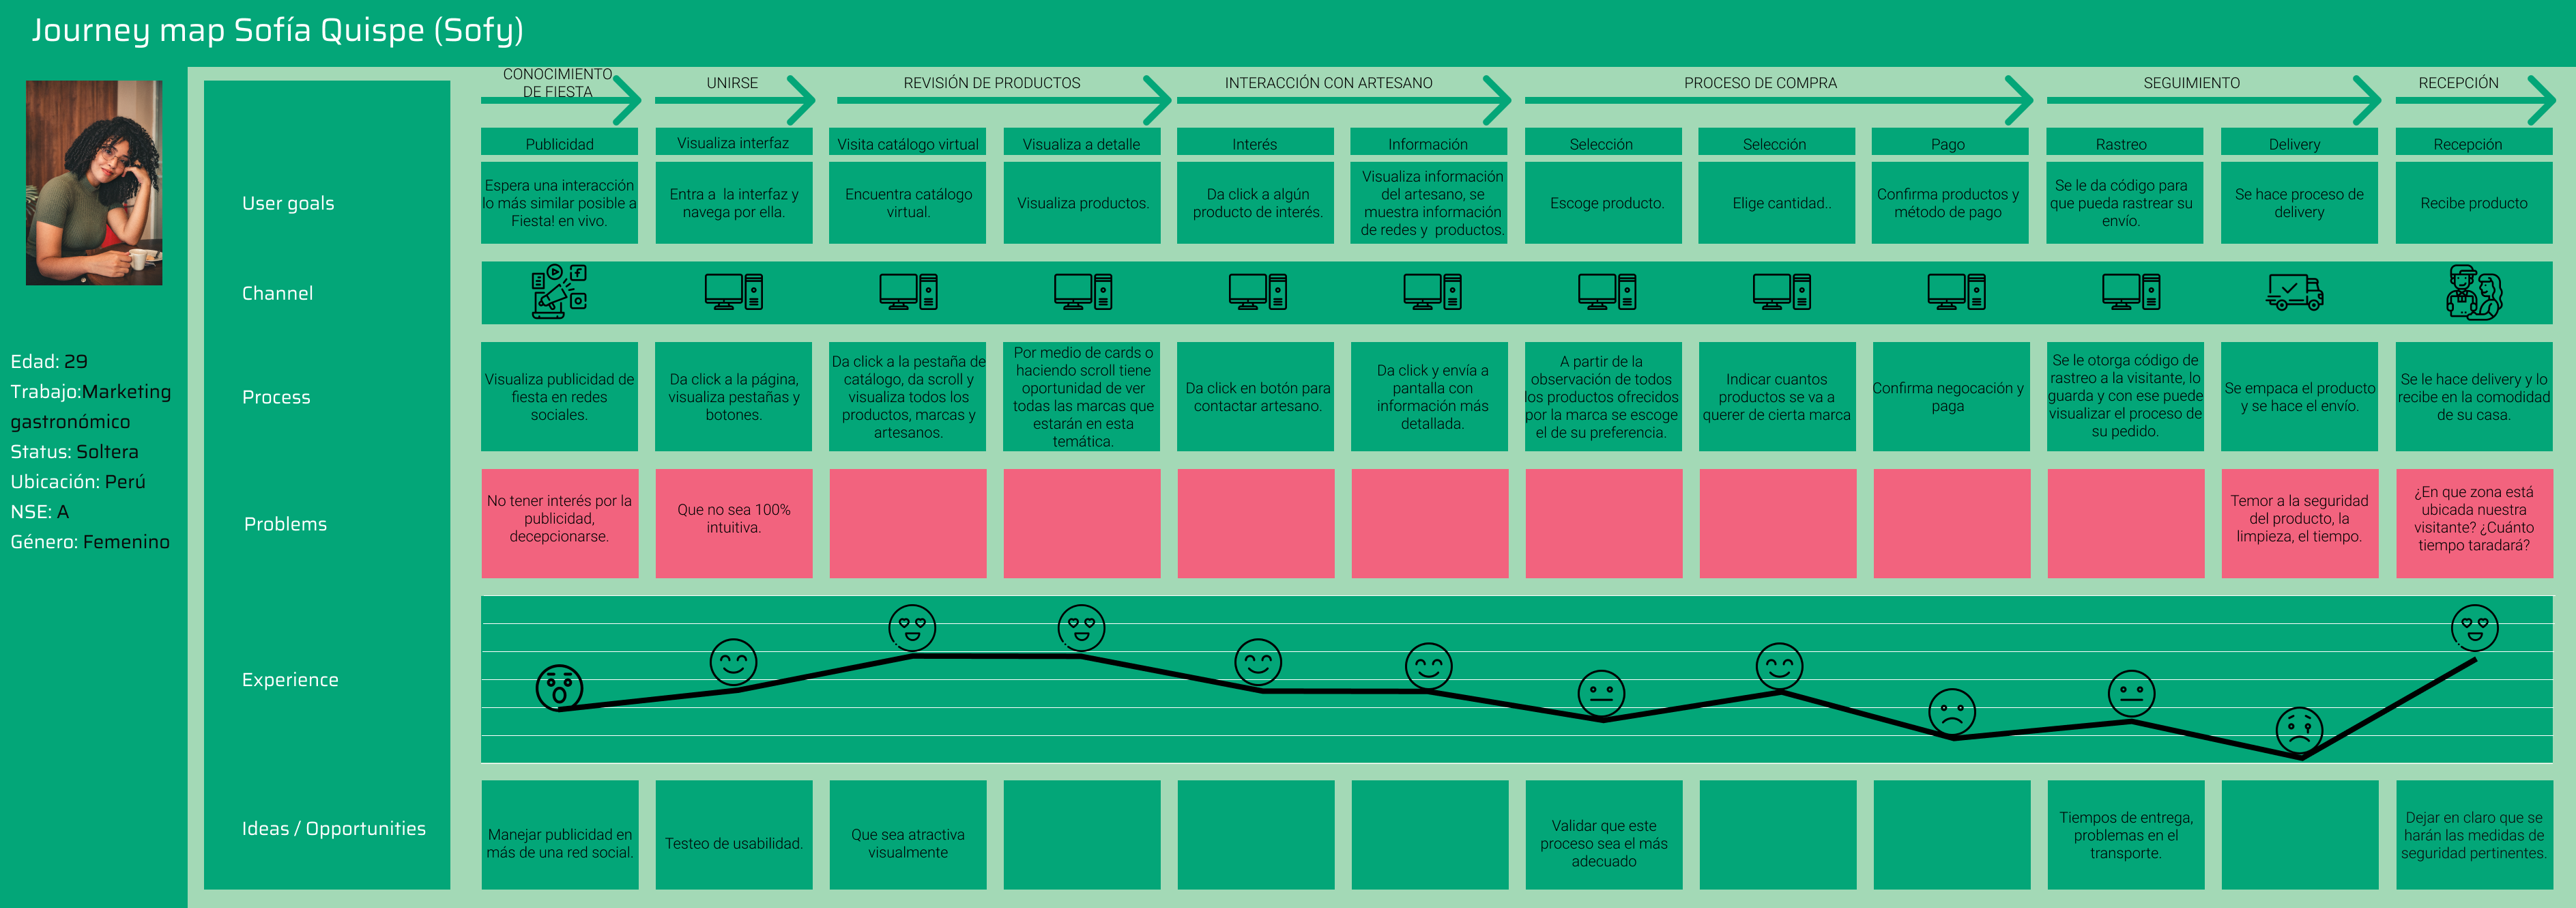 Journey map Sofía Quispe (Sofy)
Edad: 29
Trabajo:Marketing
gastronómico
Status: Soltera
Ubicación: Perú
NSE: A
Género: Femenino
CONOCIMIENTO
DE FIESTA
UNIRSE
REVISIÓN DE PRODUCTOS
INTERACCIÓN CON ARTESANO
PROCESO DE COMPRA
SEGUIMIENTO
RECEPCIÓN
Publicidad
Visualiza interfaz
Visita catálogo virtual
Visualiza a detalle
Interés
Información
Selección
Selección
Pago
Rastreo
Delivery
Recepción
User goals
Espera una interacción
lo más similar posible a
Fiesta! en vivo.
Entra a la interfaz y
navega por ella.
Encuentra catálogo
virtual.
Visualiza productos.
Da click a algún
producto de interés.
Visualiza información
del artesano, se
muestra información
de redes y productos.
Escoge producto.
Elige cantidad..
Confirma productos y
método de pago
Se le da código para
que pueda rastrear su
envío.
Se hace proceso de
delivery
Recibe producto
Channel
Process
Visualiza publicidad de
fiesta en redes
sociales.
Da click a la página,
visualiza pestañas y
botones.
Da click a la pestaña de
catálogo, da scroll y
visualiza todos los
productos, marcas y
artesanos.
Por medio de cards o
haciendo scroll tiene
oportunidad de ver
todas las marcas que
estarán en esta
temática.
Da click en botón para
contactar artesano.
Da click y envía a
pantalla con
información más
detallada.
A partir de la
observación de todos
los productos ofrecidos
por la marca se escoge
el de su preferencia.
Indicar cuantos
productos se va a
querer de cierta marca
Confirma negocación y
paga
Se le otorga código de
rastreo a la visitante, lo
guarda y con ese puede
visualizar el proceso de
su pedido.
Se empaca el producto
y se hace el envío.
Se le hace delivery y lo
recibe en la comodidad
de su casa.
Problems
No tener interés por la
publicidad,
decepcionarse.
Que no sea 100%
intuitiva.
Temor a la seguridad
del producto, la
limpieza, el tiempo.
¿En que zona está
ubicada nuestra
visitante? ¿Cuánto
tiempo taradará?
Experience
Ideas / Opportunities
Manejar publicidad en
más de una red social.
Testeo de usabilidad.
Que sea atractiva
visualmente
Validar que este
proceso sea el más
adecuado
Tiempos de entrega,
problemas en el
transporte.
Dejar en claro que se
harán las medidas de
seguridad pertinentes.